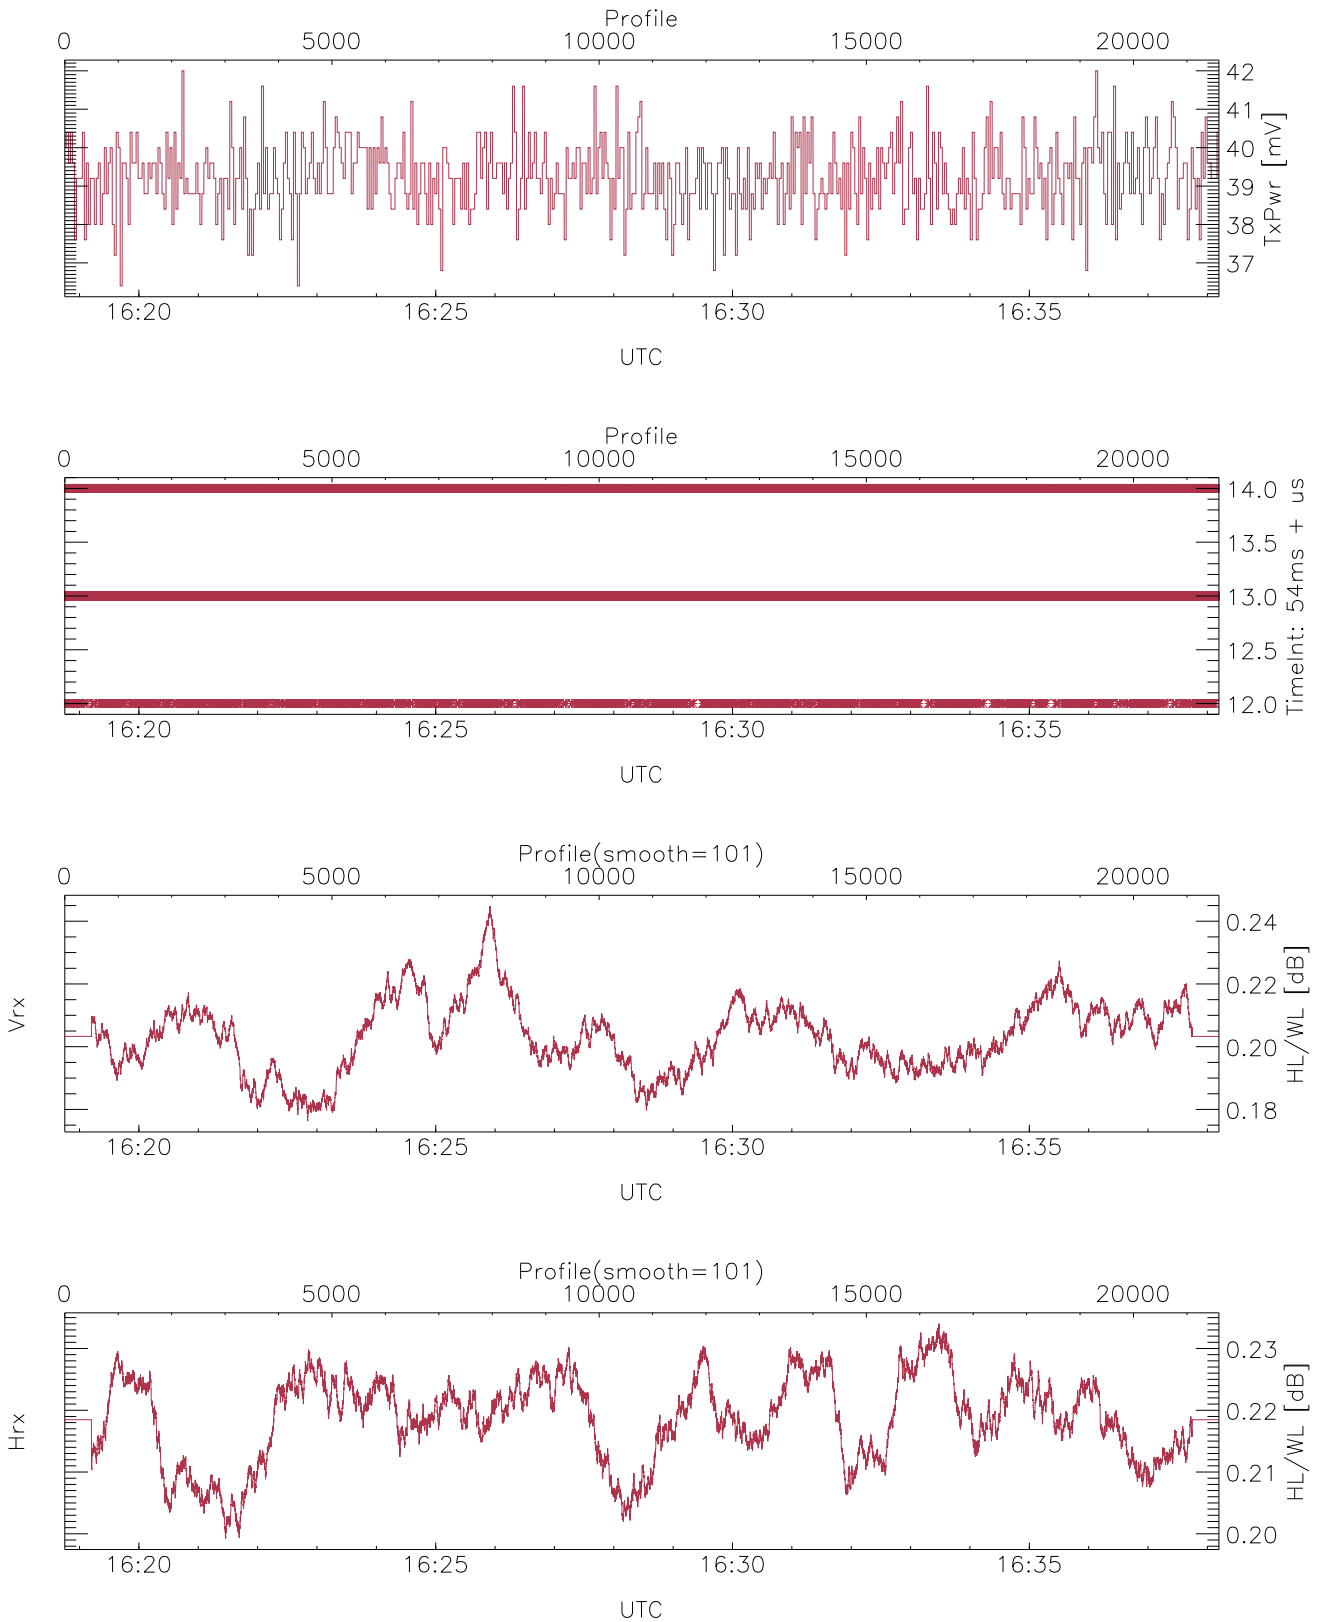 Profile
0 5000 10000 15000 20000
42
41
40
39
38
37
TxPwr [mV]
16:20 16:25 16:30 16:35
UTC
Profile
0 5000 10000 15000 20000
14.0
13.5
13.0
12.5
12.0
TimeInt: 54ms + us
16:20 16:25 16:30 16:35
UTC
Profile(smooth=101)
0 5000 10000 15000 20000
Vrx
0.24
0.22
0.20
0.18
HL/WL [dB]
16:20 16:25 16:30 16:35
UTC
Profile(smooth=101)
0 5000 10000 15000 20000
Hrx
0.23
0.22
0.21
0.20
HL/WL [dB]
16:20 16:25 16:30 16:35
UTC